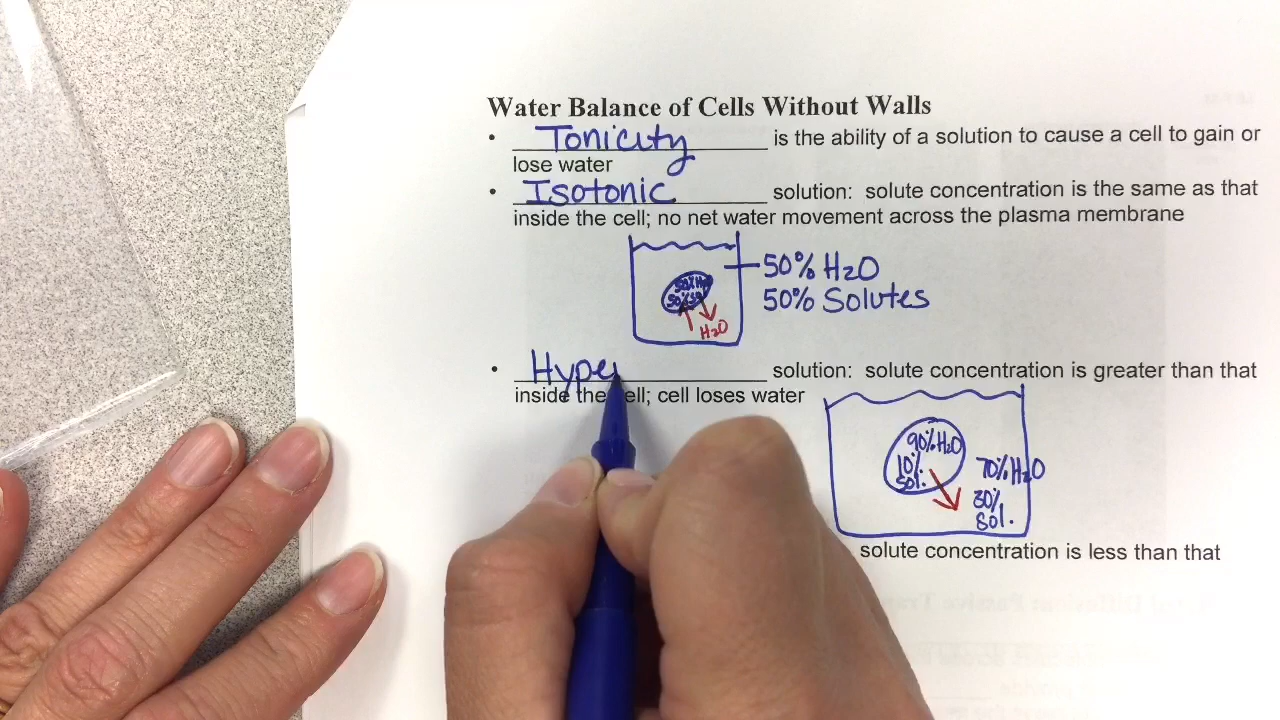 Water Balance of Cells Without Walls
• Tonicity is the ability of a solution to cause a cell to gain or
lose water
• Isotonic solution: solute concentration is the same as that
inside the cell; no net water movement across the plasma membrane
50% H2O
50% Solutes
H2O
• Hype solution: solute concentration is greater than that
inside the ell; cell loses water
90% H2O
10%
sol.
70% H2O
30%
sol.
solute concentration is less than that